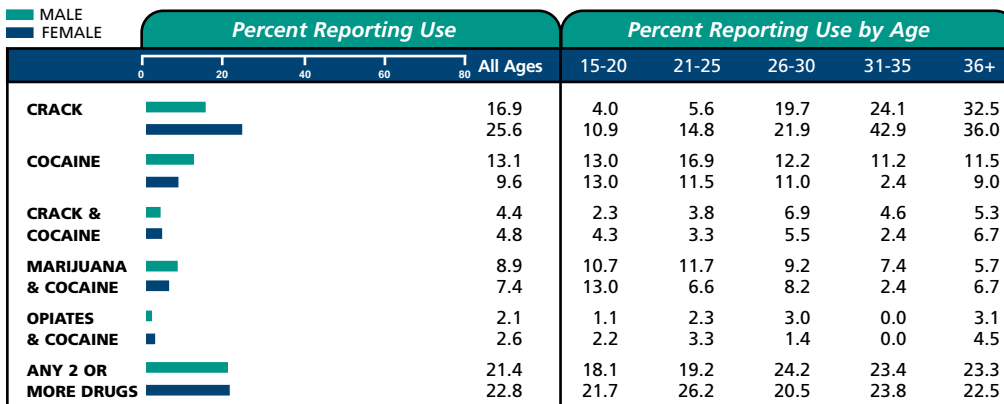 MALE
FEMALE
Percent Reporting Use Percent Reporting Use by Age
0 20 40 60 80 All Ages 15-20 21-25 26-30 31-35 36+
CRACK 16.9 4.0 5.6 19.7 24.1 32.5
25.6 10.9 14.8 21.9 42.9 36.0
COCAINE 13.1 13.0 16.9 12.2 11.2 11.5
9.6 13.0 11.5 11.0 2.4 9.0
CRACK & 4.4 2.3 3.8 6.9 4.6 5.3
COCAINE 4.8 4.3 3.3 5.5 2.4 6.7
MARIJUANA 8.9 10.7 11.7 9.2 7.4 5.7
& COCAINE 7.4 13.0 6.6 8.2 2.4 6.7
OPIATES 2.1 1.1 2.3 3.0 0.0 3.1
& COCAINE 2.6 2.2 3.3 1.4 0.0 4.5
ANY 2 OR 21.4 18.1 19.2 24.2 23.4 23.3
MORE DRUGS 22.8 21.7 26.2 20.5 23.8 22.5